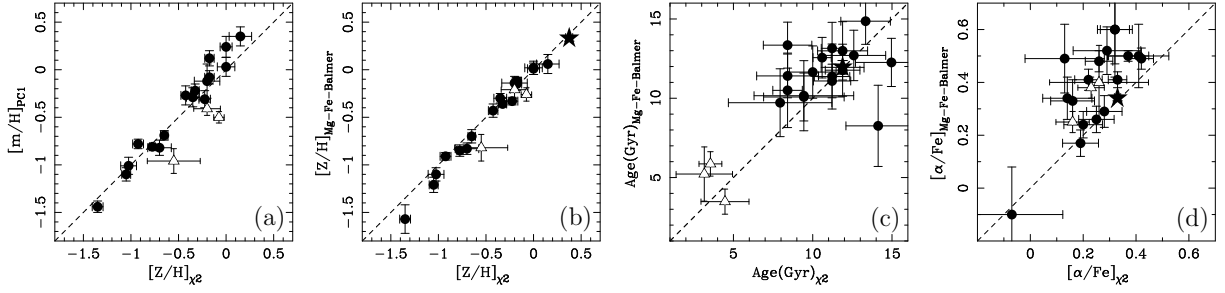 [m/H]PC1
0.5
0
−0.5
−1
−1.5
(a)
−1.5 −1 −0.5 0 0.5
[Z/H]χ2
[Z/H]Mg-Fe-Balmer
0.5
0
−0.5
−1
−1.5
(b)
−1.5 −1 −0.5 0 0.5
[Z/H]χ2
Age(Gyr)Mg-Fe-Balmer
15
10
5
(c)
5 10 15
Age(Gyr)χ2
[α/Fe]Mg-Fe-Balmer
0.6
0.4
0.2
0
(d)
0 0.2 0.4 0.6
[α/Fe]χ2